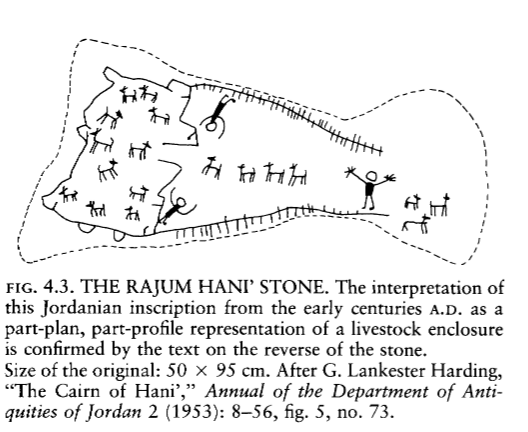 FIG. 4.3. THE RAJUM HANI’ STONE. The interpretation of
this Jordanian inscription from the early centuries A.D. as a
part-plan, part-profile representation of a livestock enclosure
is confirmed by the text on the reverse of the stone.
Size of the original: 50 × 95 cm. After G. Lankester Harding,
“The Cairn of Hani’,” Annual of the Department of Anti-
quities of Jordan 2 (1953): 8–56, fig. 5, no. 73.